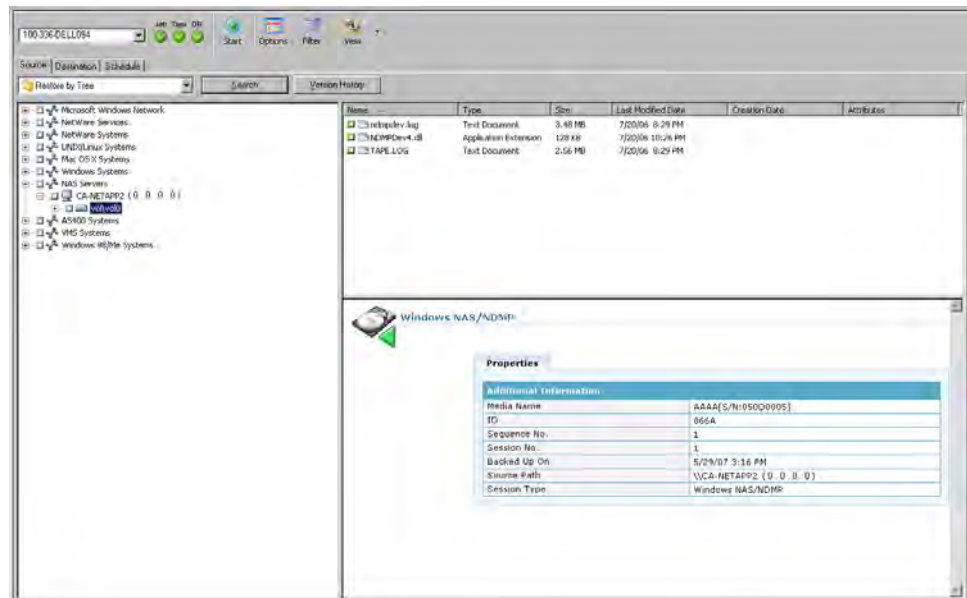 100-336-DELL094
Job Tape DB
Start Options Filter View
Source Destination Schedule
Restore by Tree Search Version History
Microsoft Windows Network
NetWare Services
NetWare Systems
UNIX/Linux Systems
Mac OS X Systems
Windows Systems
NAS Servers
CA-NETAPP2 ( 0 0 0 0 )
vol\vol0
AS400 Systems
VMS Systems
Windows 98/Me Systems
Name Type Size Last Modified Date Creation Date Attributes
ndmpdev.log Text Document 3.48 MB 7/20/06 8:29 PM
NDMPDev4.dll Application Extension 128 KB 7/20/06 10:26 PM
TAPE.LOG Text Document 2.56 MB 7/20/06 8:29 PM
Windows NAS/NDMP
Properties
Additional Information
Media Name AAAA[S/N:050D0005]
ID 066A
Sequence No. 1
Session No. 1
Backed Up On 5/29/07 3:16 PM
Source Path \\CA-NETAPP2 ( 0 0 0 0 )
Session Type Windows NAS/NDMP